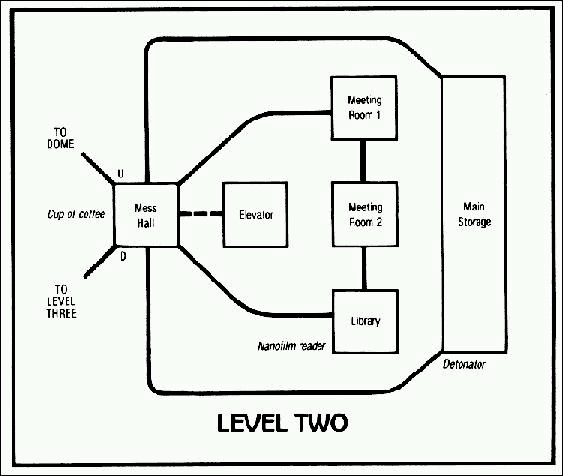 TO
DOME
U
Cup of coffee
Mess
Hall
D
TO
LEVEL
THREE
Elevator
Meeting
Room 1
Meeting
Room 2
Library
Nanofilm reader
Main
Storage
Detonator
LEVEL TWO